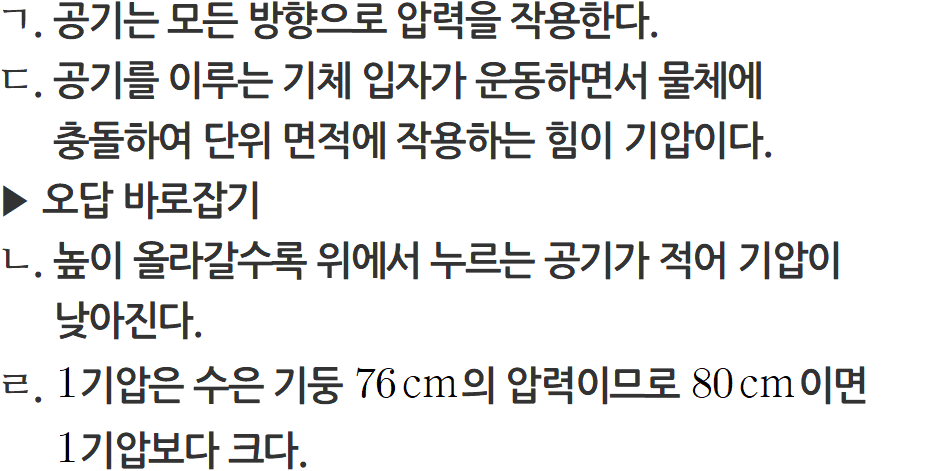 ㄱ. 공기는 모든 방향으로 압력을 작용한다.
ㄷ. 공기를 이루는 기체 입자가 운동하면서 물체에
충돌하여 단위 면적에 작용하는 힘이 기압이다.
▶ 오답 바로잡기
ㄴ. 높이 올라갈수록 위에서 누르는 공기가 적어 기압이
낮아진다.
ㄹ. 1기압은 수은 기둥 76cm의 압력이므로 80cm이면
1기압보다 크다.